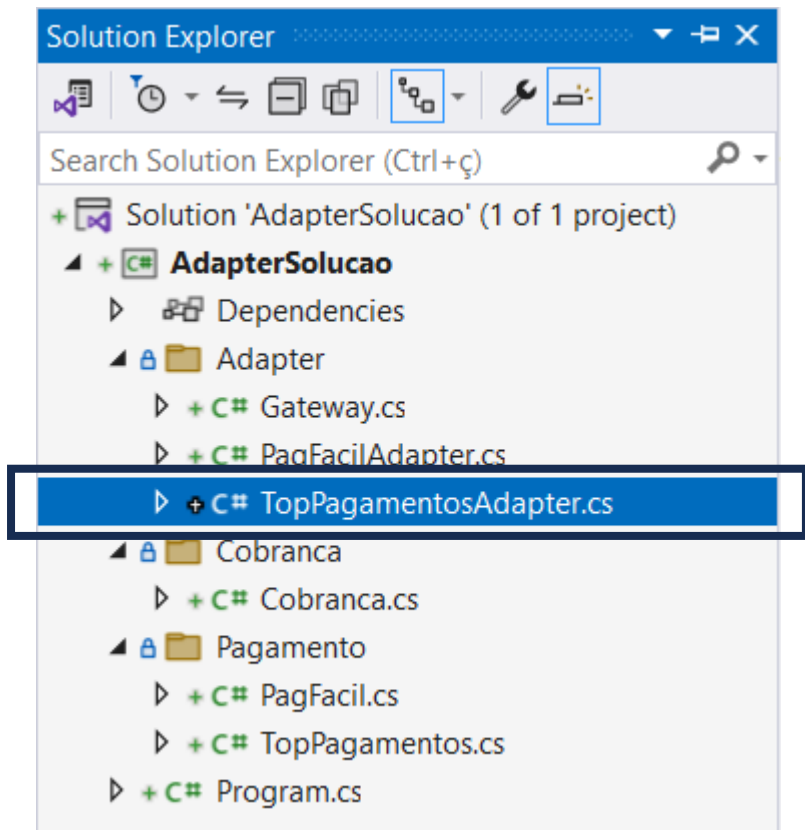 Solution Explorer
Search Solution Explorer (Ctrl+ç)
Solution 'AdapterSolucao' (1 of 1 project)
C# AdapterSolucao
Dependencies
Adapter
C# Gateway.cs
C# PagFacilAdapter.cs
C# TopPagamentosAdapter.cs
Cobranca
C# Cobranca.cs
Pagamento
C# PagFacil.cs
C# TopPagamentos.cs
C# Program.cs